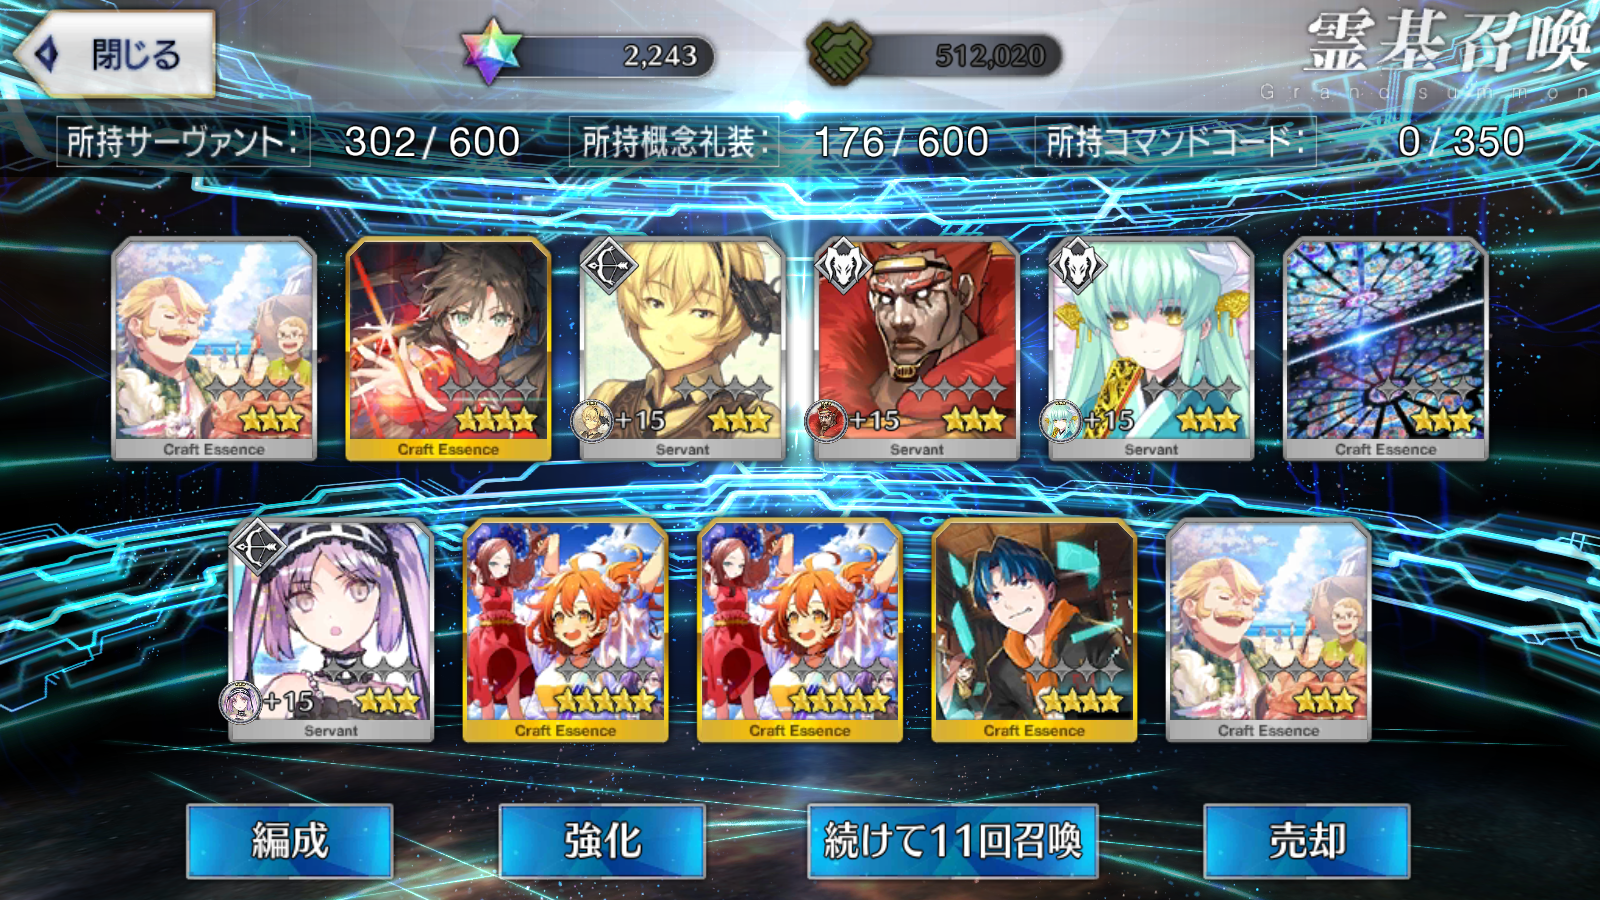 閉じる
2,243
512,020
霊基召喚
Grand summon
所持サーヴァント: 302/600
所持概念礼装: 176/600
所持コマンドコード: 0/350
+15
+15
+15
Craft Essence
Craft Essence
Servant
Servant
Servant
Craft Essence
+15
Servant
Craft Essence
Craft Essence
Craft Essence
Craft Essence
編成
強化
続けて11回召喚
売却